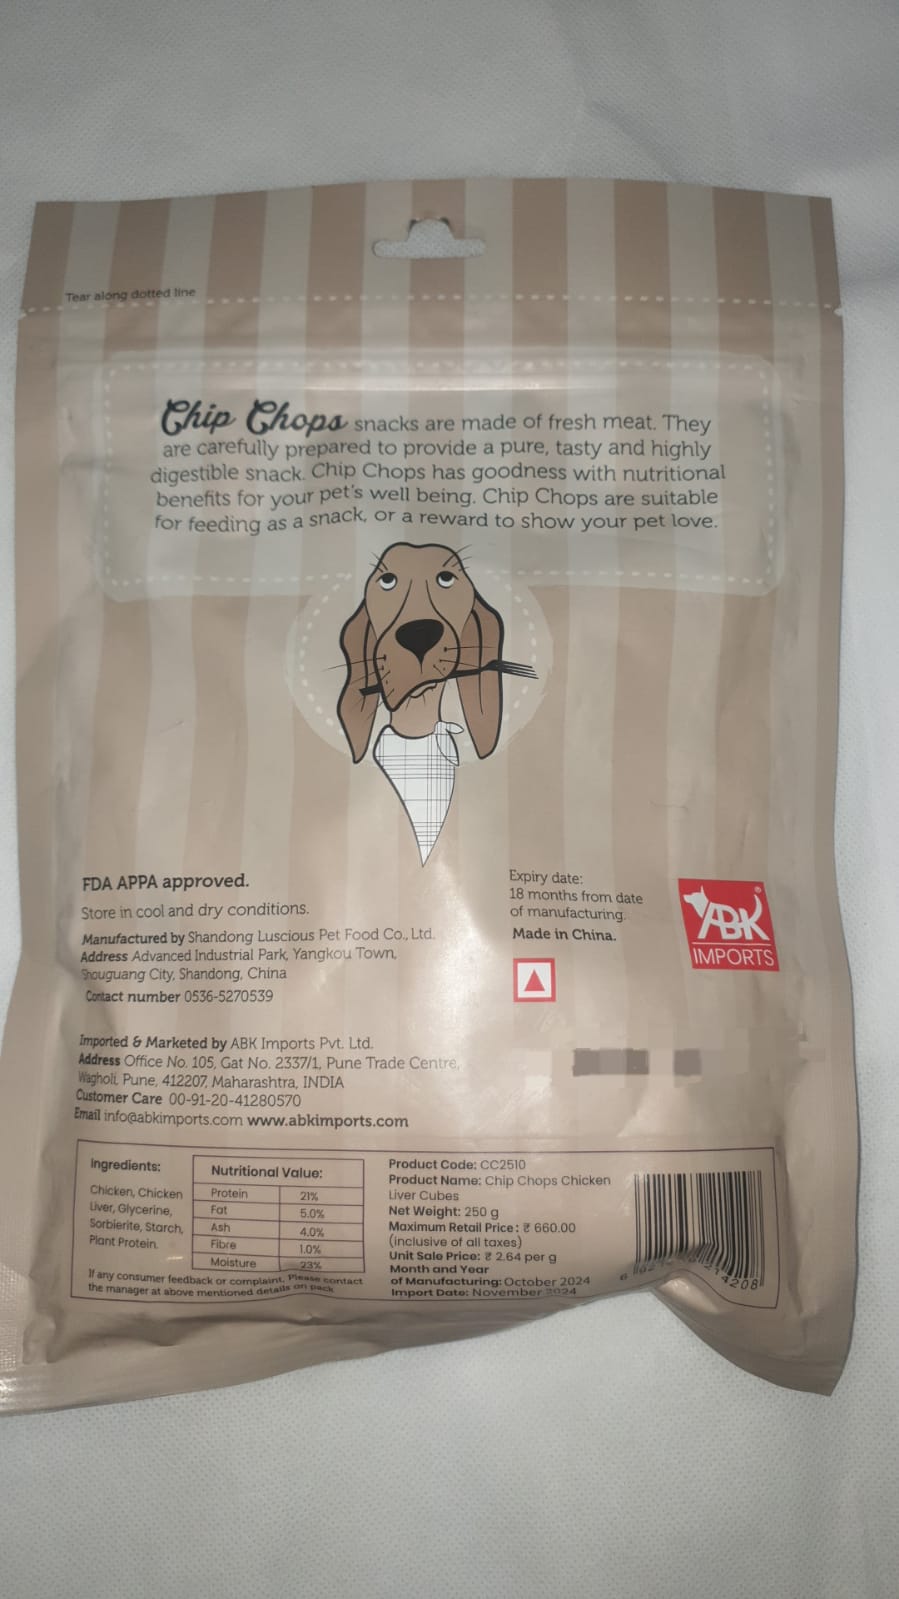 Tear along dotted line
Chip Chops snacks are made of fresh meat. They
are carefully prepared to provide a pure, tasty and highly
digestible snack. Chip Chops has goodness with nutritional
benefits for your pet's well being. Chip Chops are suitable
for feeding as a snack, or a reward to show your pet love.
FDA APPA approved.
Store in cool and dry conditions.
Manufactured by Shandong Luscious Pet Food Co., Ltd.
Address Advanced Industrial Park, Yangkou Town,
Shouguang City, Shandong, China
Contact number 0536-5270539
Expiry date:
18 months from date
of manufacturing.
Made in China.
ABK®
IMPORTS
Imported & Marketed by ABK Imports Pvt. Ltd.
Address Office No. 105, Gat No. 2337/1, Pune Trade Centre,
Wagholi, Pune, 412207, Maharashtra, INDIA
Customer Care 00-91-20-41280570
Email info@abkimports.com www.abkimports.com
Ingredients:
Chicken, Chicken
Liver, Glycerine,
Sorbierite, Starch,
Plant Protein.
Nutritional Value:
Protein 21%
Fat 5.0%
Ash 4.0%
Fibre 1.0%
Moisture 23%
If any consumer feedback or complaint, Please contact
the manager at above mentioned details on pack
Product Code: CC2510
Product Name: Chip Chops Chicken
Liver Cubes
Net Weight: 250 g
Maximum Retail Price: ₹ 660.00
(inclusive of all taxes)
Unit Sale Price: ₹ 2.64 per g
Month and Year
of Manufacturing: October 2024
Import Date: November 2024